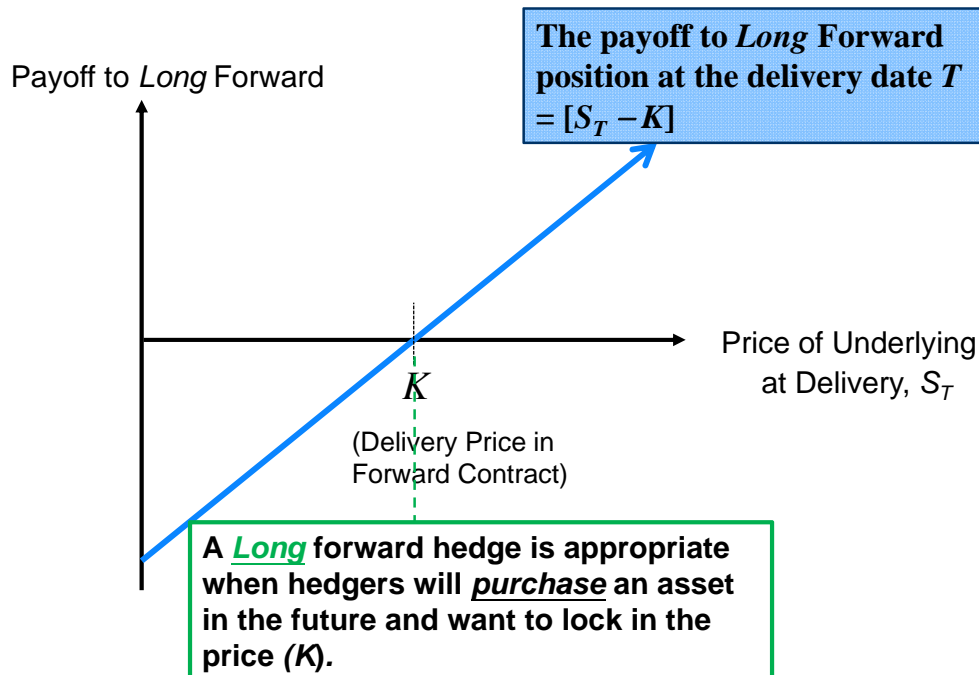 The payoff to Long Forward
position at the delivery date T
= [S_T – K]
Payoff to Long Forward
Price of Underlying
at Delivery, S_T
K
(Delivery Price in
Forward Contract)
A Long forward hedge is appropriate
when hedgers will purchase an asset
in the future and want to lock in the
price (K).